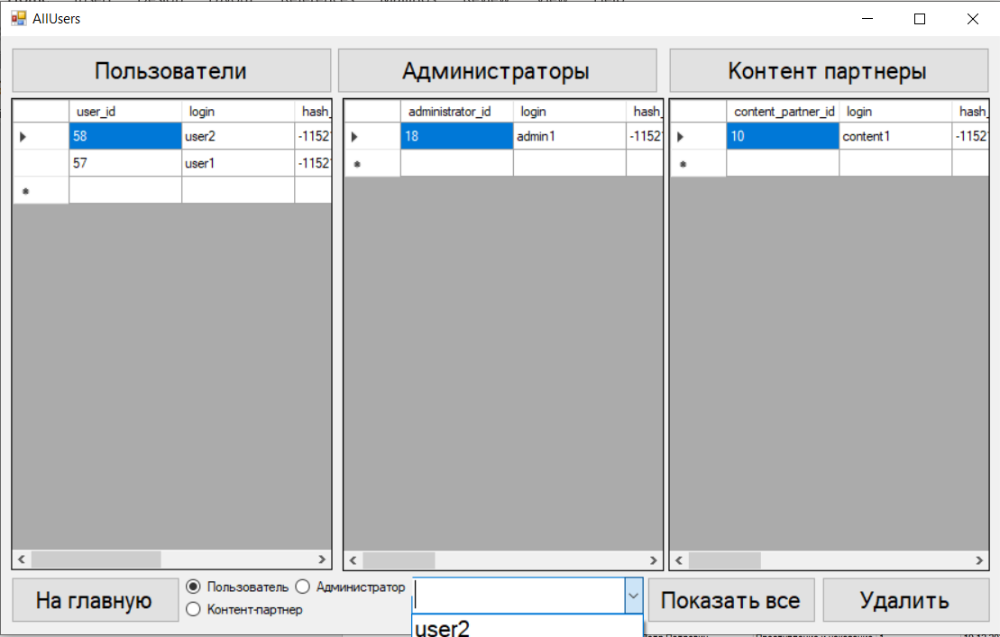 AllUsers
Пользователи Администраторы Контент партнеры
user_id login hash_ administrator_id login hash_ content_partner_id login hash_
58 user2 -1152 18 admin1 -1152 10 content1 -1152
57 user1 -1152
На главную Пользователь Администратор Показать все Удалить
Контент-партнер
user2